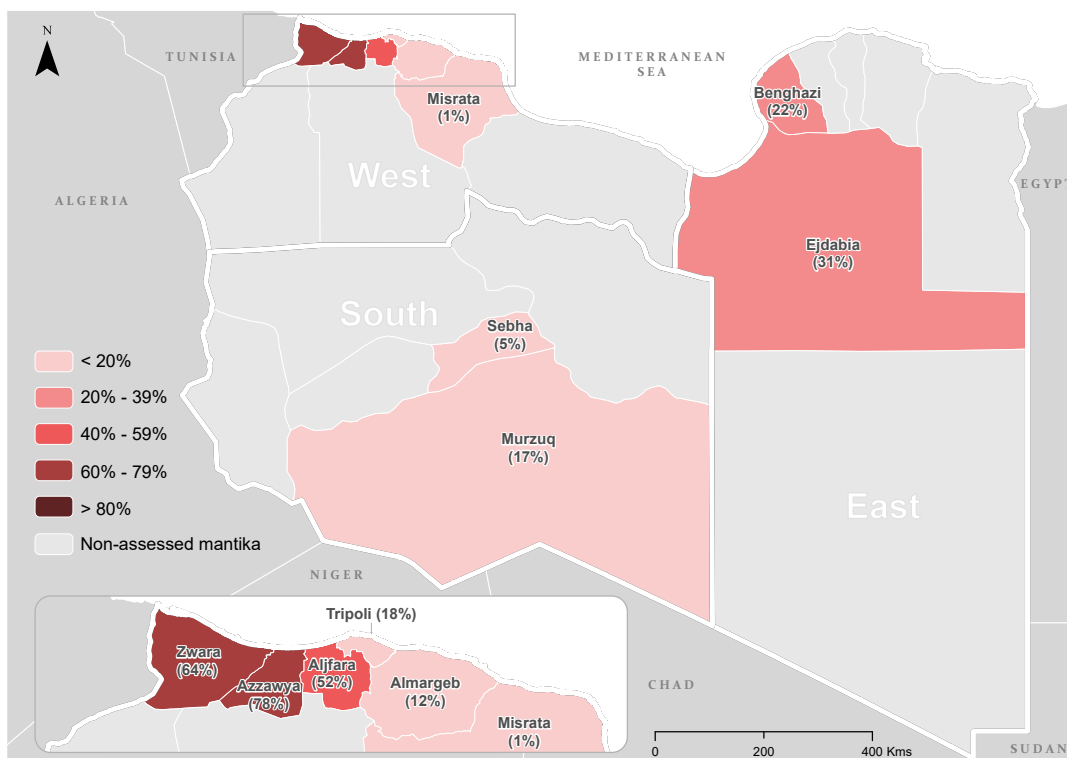 N
TUNISIA
MEDITERRANEAN
SEA
Benghazi
(22%)
Misrata
(1%)
West
ALGERIA
EGYPT
Ejdabia
(31%)
South
Sebha
(5%)
< 20%
20% - 39%
40% - 59%
60% - 79%
> 80%
Non-assessed mantika
Murzuq
(17%)
East
NIGER
Tripoli (18%)
Zwara
(64%)
Azzawya
(78%)
Aljfara
(52%)
Almargeb
(12%)
Misrata
(1%)
CHAD
0 200 400 Kms
SUDAN